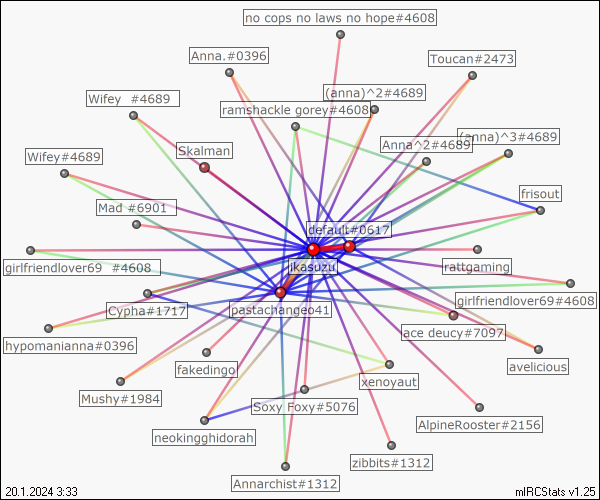 no cops no laws no hope#4608
Anna.#0396
Toucan#2473
Wifey #4689
(anna)^2#4689
ramshackle gorey#4608
Skalman
Anna^2#4689
(anna)^3#4689
Wifey#4689
frisout
Mad #6901
default#0617
jkasuzu
rattgaming
girlfriendlover69 #4608
girlfriendlover69#4608
Cypha#1717
pastachangeo41
ace deucy#7097
hypomanianna#0396
fakedingo
avelicious
xenoyaut
Mushy#1984
Soxy Foxy#5076
AlpineRooster#2156
neokingghidorah
zibbits#1312
Annarchist#1312
20.1.2024 3:33
mIRCStats v1.25